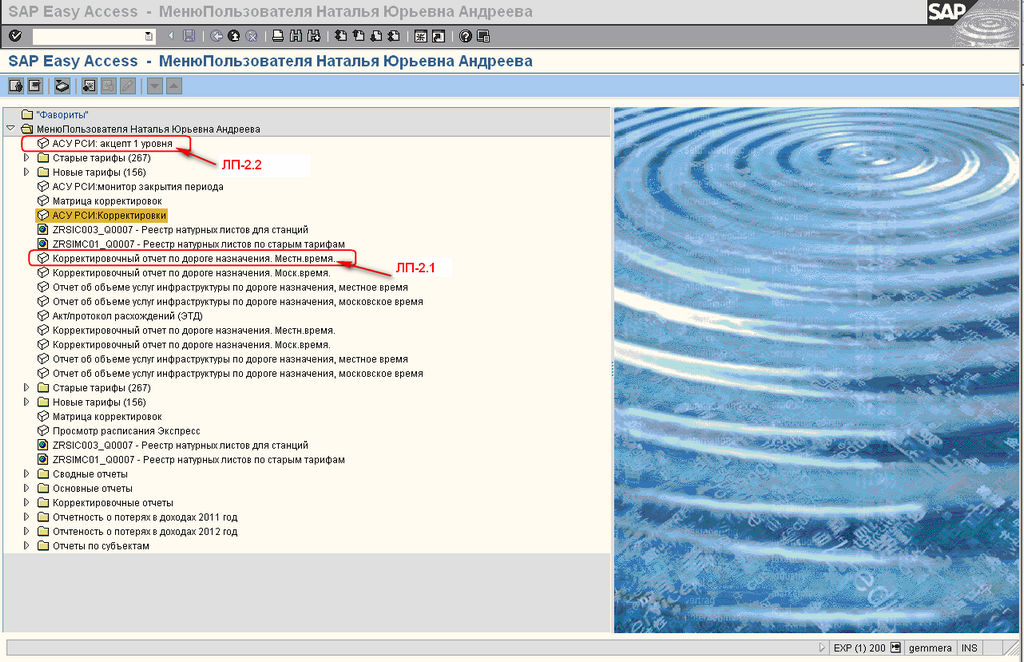 SAP Easy Access - МенюПользователя Наталья Юрьевна Андреева
SAP
SAP Easy Access - МенюПользователя Наталья Юрьевна Андреева
"Фавориты"
МенюПользователя Наталья Юрьевна Андреева
АСУ РСИ: акцепт 1 уровня
ЛП-2.2
Старые тарифы (267)
Новые тарифы (156)
АСУ РСИ:монитор закрытия периода
Матрица корректировок
АСУ РСИ:Корректировки
ZRSIC003_Q0007 - Реестр натурных листов для станций
ZRSIMC01_Q0007 - Реестр натурных листов по старым тарифам
Корректировочный отчет по дороге назначения. Местн.время.
ЛП-2.1
Корректировочный отчет по дороге назначения. Моск.время.
Отчет об объеме услуг инфраструктуры по дороге назначения, местное время
Отчет об объеме услуг инфраструктуры по дороге назначения, московское время
Акт/протокол расхождений (ЭТД)
Корректировочный отчет по дороге назначения. Местн.время.
Корректировочный отчет по дороге назначения. Моск.время.
Отчет об объеме услуг инфраструктуры по дороге назначения, местное время
Отчет об объеме услуг инфраструктуры по дороге назначения, московское время
Старые тарифы (267)
Новые тарифы (156)
Матрица корректировок
Просмотр расписания Экспресс
ZRSIC003_Q0007 - Реестр натурных листов для станций
ZRSIMC01_Q0007 - Реестр натурных листов по старым тарифам
Сводные отчеты
Основные отчеты
Корректировочные отчеты
Отчетность о потерях в доходах 2011 год
Отчтеность о потерях в доходах 2012 год
Отчеты по субъектам
EXP (1) 200 gemmera INS